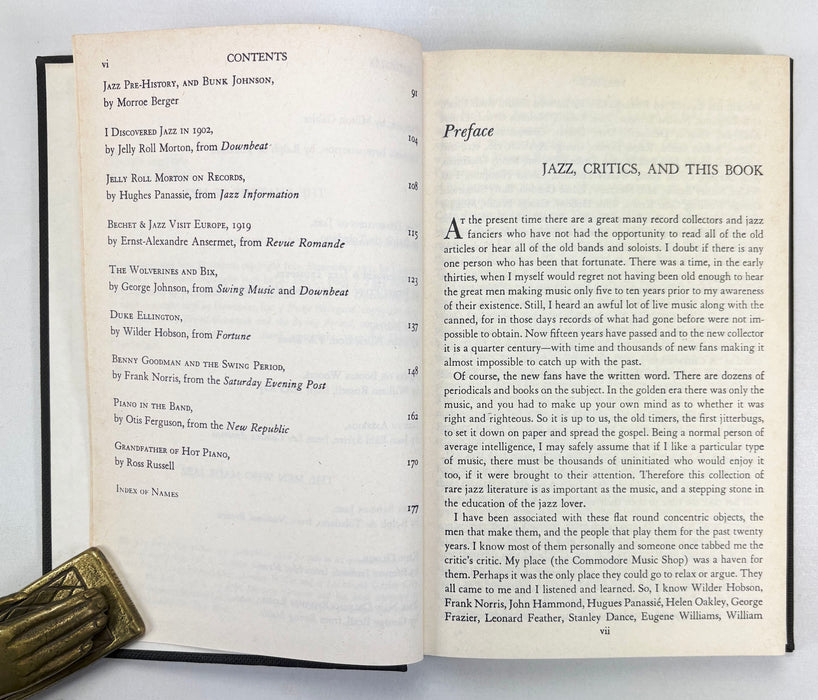 vi
CONTENTS
Jazz Pre-History, and Bunk Johnson,
by Morroe Berger 91
I Discovered Jazz in 1902,
by Jelly Roll Morton, from Downbeat 104
Jelly Roll Morton on Records,
by Hughes Panassie, from Jazz Information 108
Bechet & Jazz Visit Europe, 1919
by Ernst-Alexandre Ansermet, from Revue Romande 115
The Wolverines and Bix,
by George Johnson, from Swing Music and Downbeat 123
Duke Ellington,
by Wilder Hobson, from Fortune 137
Benny Goodman and the Swing Period,
by Frank Norris, from the Saturday Evening Post 148
Piano in the Band,
by Otis Ferguson, from the New Republic 162
Grandfather of Hot Piano,
by Ross Russell 170
Index of Names 177
Preface
JAZZ, CRITICS, AND THIS BOOK
At the present time there are a great many record collectors and jazz
fanciers who have not had the opportunity to read all of the old
articles or hear all of the old bands and soloists. I doubt if there is any
one person who has been that fortunate. There was a time, in the early
thirties, when I myself would regret not having been old enough to hear
the great men making music only five to ten years prior to my awareness
of their existence. Still, I heard an awful lot of live music along with the
canned, for in those days records of what had gone before were not im-
possible to obtain. Now fifteen years have passed and to the new collector
it is a quarter century—with time and thousands of new fans making it
almost impossible to catch up with the past.
Of course, the new fans have the written word. There are dozens of
periodicals and books on the subject. In the golden era there was only the
music, and you had to make up your own mind as to whether it was
right and righteous. So it is up to us, the old timers, the first jitterbugs,
to set it down on paper and spread the gospel. Being a normal person of
average intelligence, I may safely assume that if I like a particular type
of music, there must be thousands of uninitiated who would enjoy it
too, if it were brought to their attention. Therefore this collection of
rare jazz literature is as important as the music, and a stepping stone in
the education of the jazz lover.
I have been associated with these flat round concentric objects, the
men that make them, and the people that play them for the past twenty
years. I know most of them personally and someone once tabbed me the
critic's critic. My place (the Commodore Music Shop) was a haven for
them. Perhaps it was the only place they could go to relax or argue. They
all came to me and I listened and learned. So, I know Wilder Hobson,
Frank Norris, John Hammond, Hugues Panassié, Helen Oakley, George
Frazier, Leonard Feather, Stanley Dance, Eugene Williams, William
vii